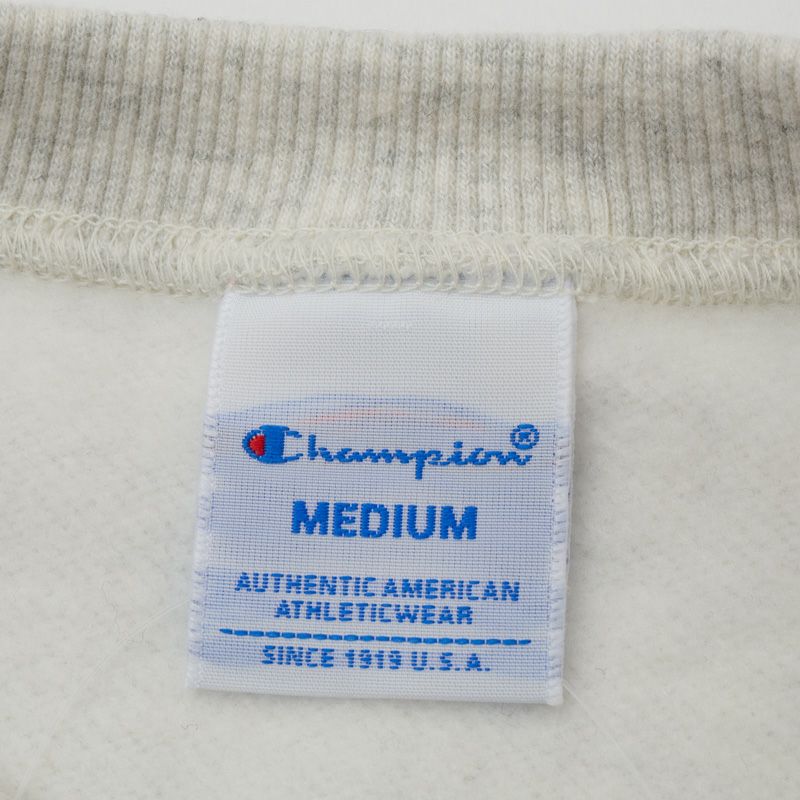 Champion®
MEDIUM
AUTHENTIC AMERICAN
ATHLETICWEAR
SINCE 1919 U.S.A.